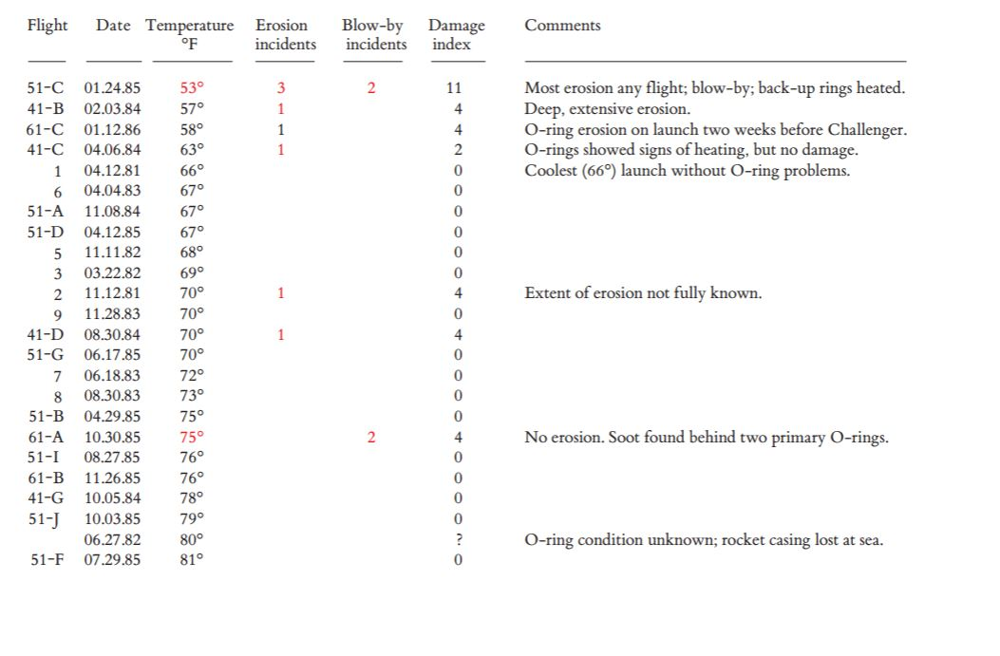 Flight Date Temperature Erosion Blow-by Damage Comments
°F incidents incidents index
51-C 01.24.85 53° 3 2 11 Most erosion any flight; blow-by; back-up rings heated.
41-B 02.03.84 57° 1 4 Deep, extensive erosion.
61-C 01.12.86 58° 1 4 O-ring erosion on launch two weeks before Challenger.
41-C 04.06.84 63° 1 2 O-rings showed signs of heating, but no damage.
1 04.12.81 66° 0 Coolest (66°) launch without O-ring problems.
6 04.04.83 67° 0
51-A 11.08.84 67° 0
51-D 04.12.85 67° 0
5 11.11.82 68° 0
3 03.22.82 69° 0
2 11.12.81 70° 1 4 Extent of erosion not fully known.
9 11.28.83 70° 0
41-D 08.30.84 70° 1 4
51-G 06.17.85 70° 0
7 06.18.83 72° 0
8 08.30.83 73° 0
51-B 04.29.85 75° 0
61-A 10.30.85 75° 2 4 No erosion. Soot found behind two primary O-rings.
51-I 08.27.85 76° 0
61-B 11.26.85 76° 0
41-G 10.05.84 78° 0
51-J 10.03.85 79° 0
06.27.82 80° ? O-ring condition unknown; rocket casing lost at sea.
51-F 07.29.85 81° 0